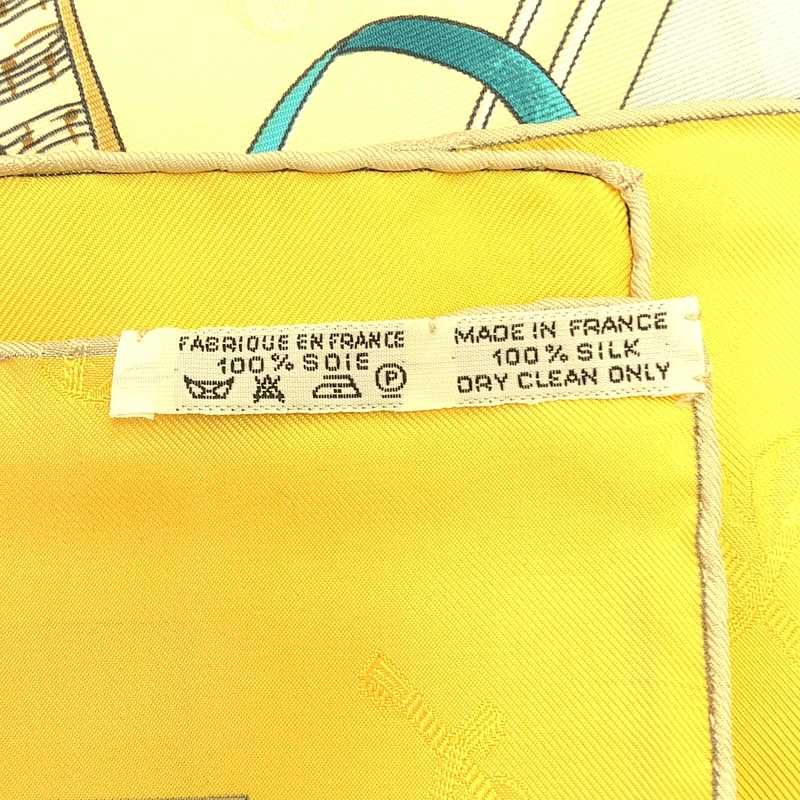 FABRIQUE EN FRANCE
100% SOIE
P
MADE IN FRANCE
100% SILK
DRY CLEAN ONLY